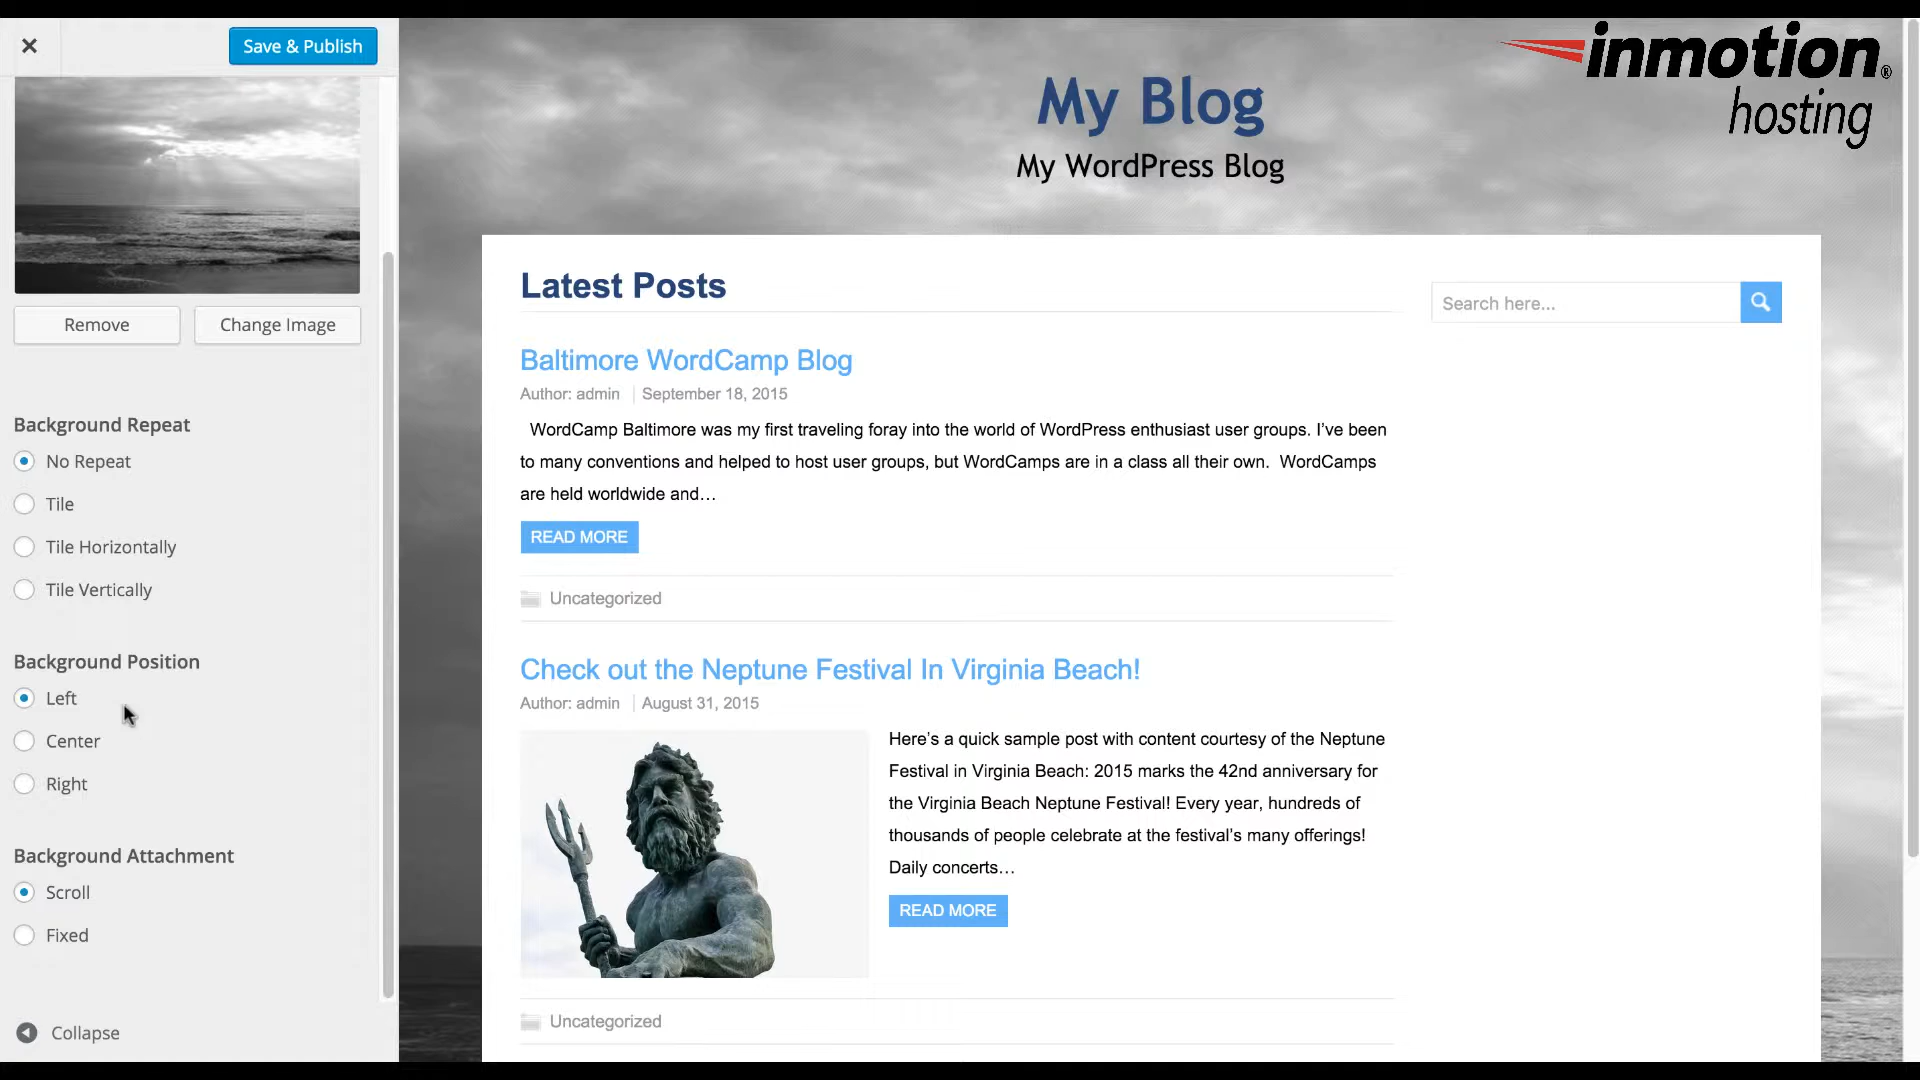 Save & Publish
Remove
Change Image
Background Repeat
No Repeat
Tile
Tile Horizontally
Tile Vertically
Background Position
Left
Center
Right
Background Attachment
Scroll
Fixed
Collapse
inmotion®
hosting
My Blog
My WordPress Blog
Latest Posts
Search here...
Baltimore WordCamp Blog
Author: admin September 18, 2015
WordCamp Baltimore was my first traveling foray into the world of WordPress enthusiast user groups. I’ve been
to many conventions and helped to host user groups, but WordCamps are in a class all their own. WordCamps
are held worldwide and…
READ MORE
Uncategorized
Check out the Neptune Festival In Virginia Beach!
Author: admin August 31, 2015
Here’s a quick sample post with content courtesy of the Neptune
Festival in Virginia Beach: 2015 marks the 42nd anniversary for
the Virginia Beach Neptune Festival! Every year, hundreds of
thousands of people celebrate at the festival’s many offerings!
Daily concerts…
READ MORE
Uncategorized